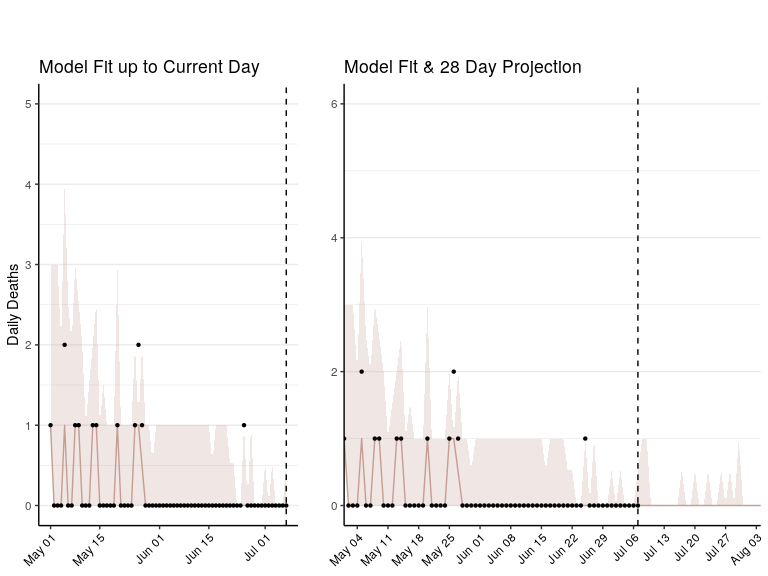 Model Fit up to Current Day
Model Fit & 28 Day Projection
Daily Deaths
5
4
3
2
1
0
6
4
2
0
May 01
May 15
Jun 01
Jun 15
Jul 01
May 04
May 11
May 18
May 25
Jun 01
Jun 08
Jun 15
Jun 22
Jun 29
Jul 06
Jul 13
Jul 20
Jul 27
Aug 03